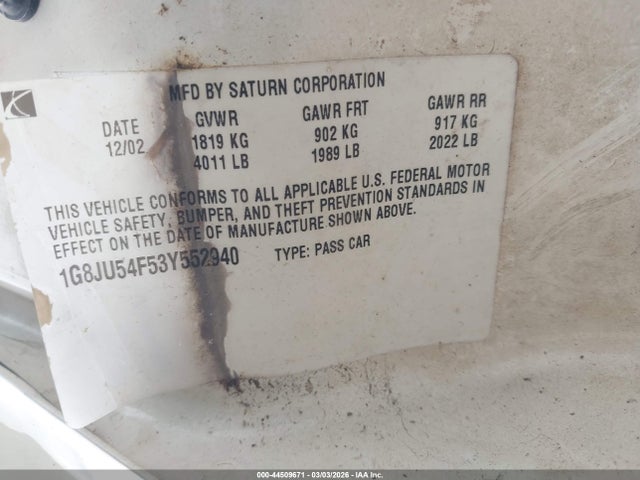 MFD BY SATURN CORPORATION
DATE GVWR GAWR FRT GAWR RR
12/02 1819 KG 902 KG 917 KG
4011 LB 1989 LB 2022 LB
THIS VEHICLE CONFORMS TO ALL APPLICABLE U.S. FEDERAL MOTOR
VEHICLE SAFETY, BUMPER, AND THEFT PREVENTION STANDARDS IN
EFFECT ON THE DATE OF MANUFACTURE SHOWN ABOVE.
1G8JU54F53Y552940 TYPE: PASS CAR
000-44509671 - 03/03/2026 - IAA Inc.